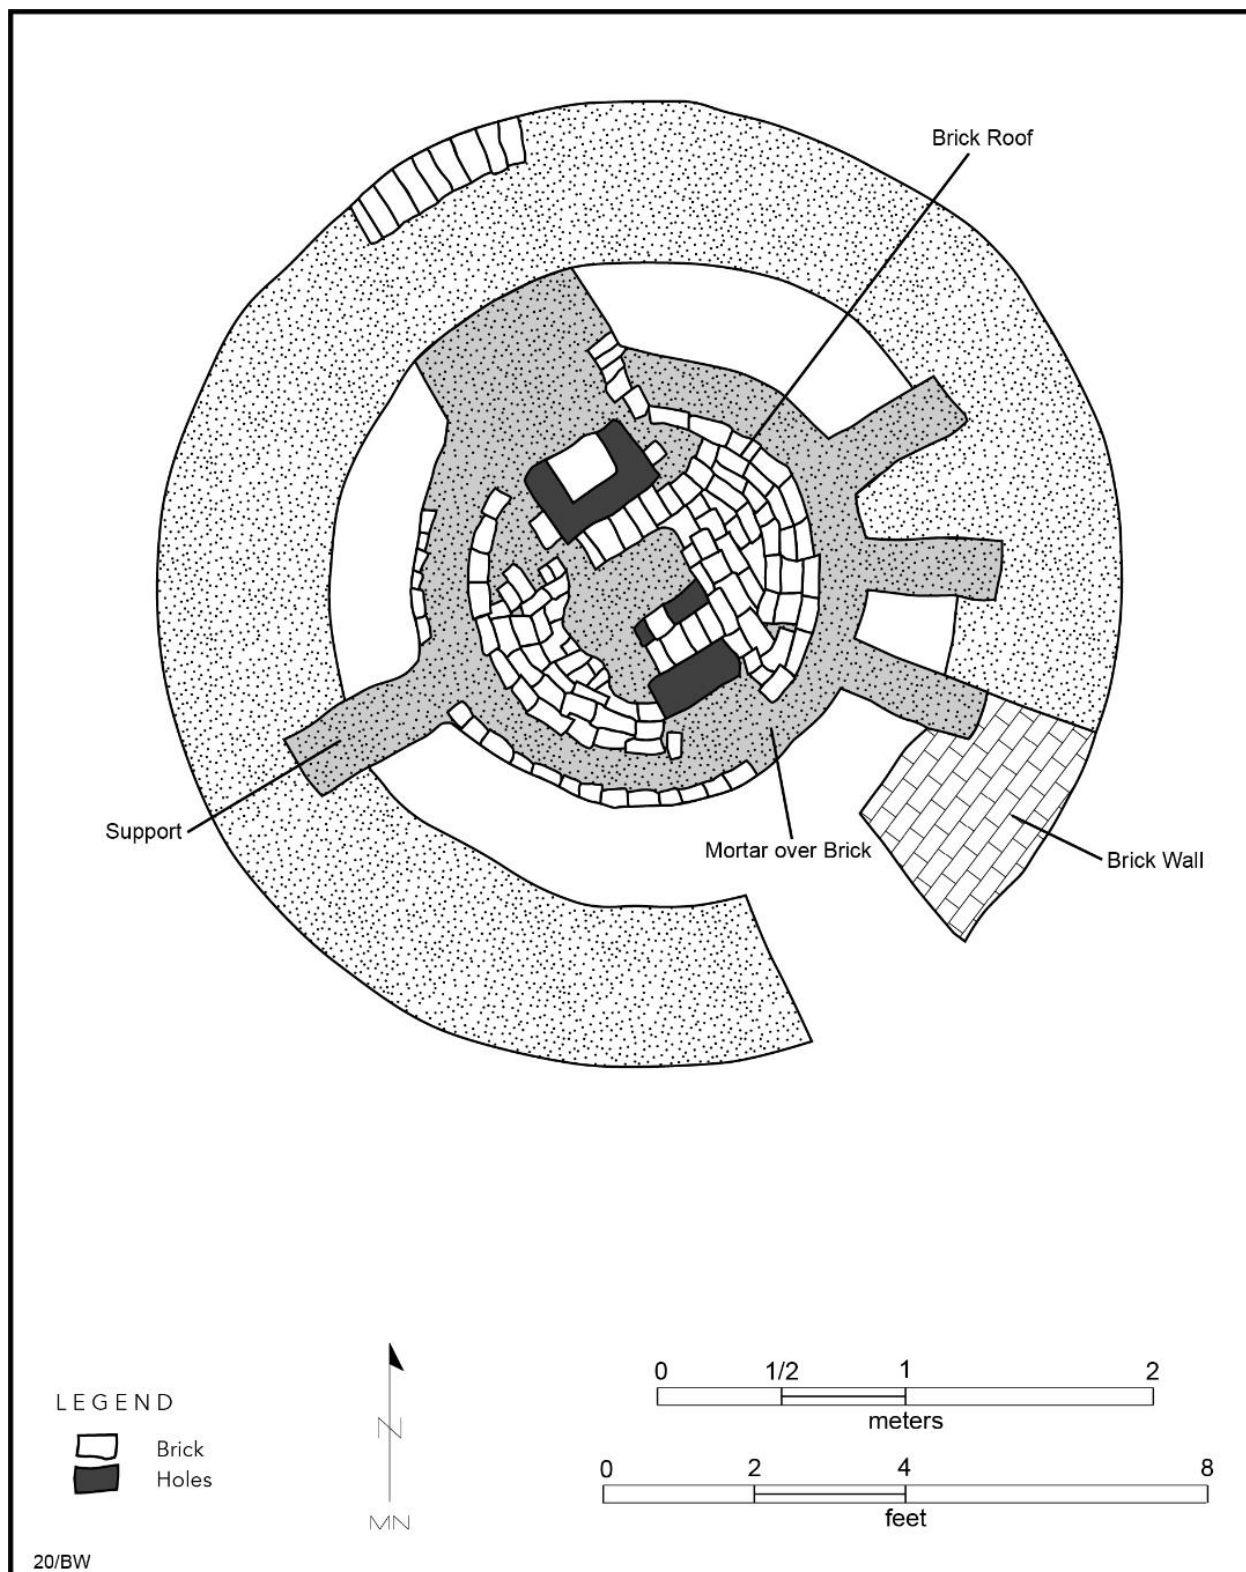 Brick Roof
Support
Mortar over Brick
Brick Wall
LEGEND
Brick
Holes
N
MN
0 1/2 1 2
meters
0 2 4 8
feet
20/BW